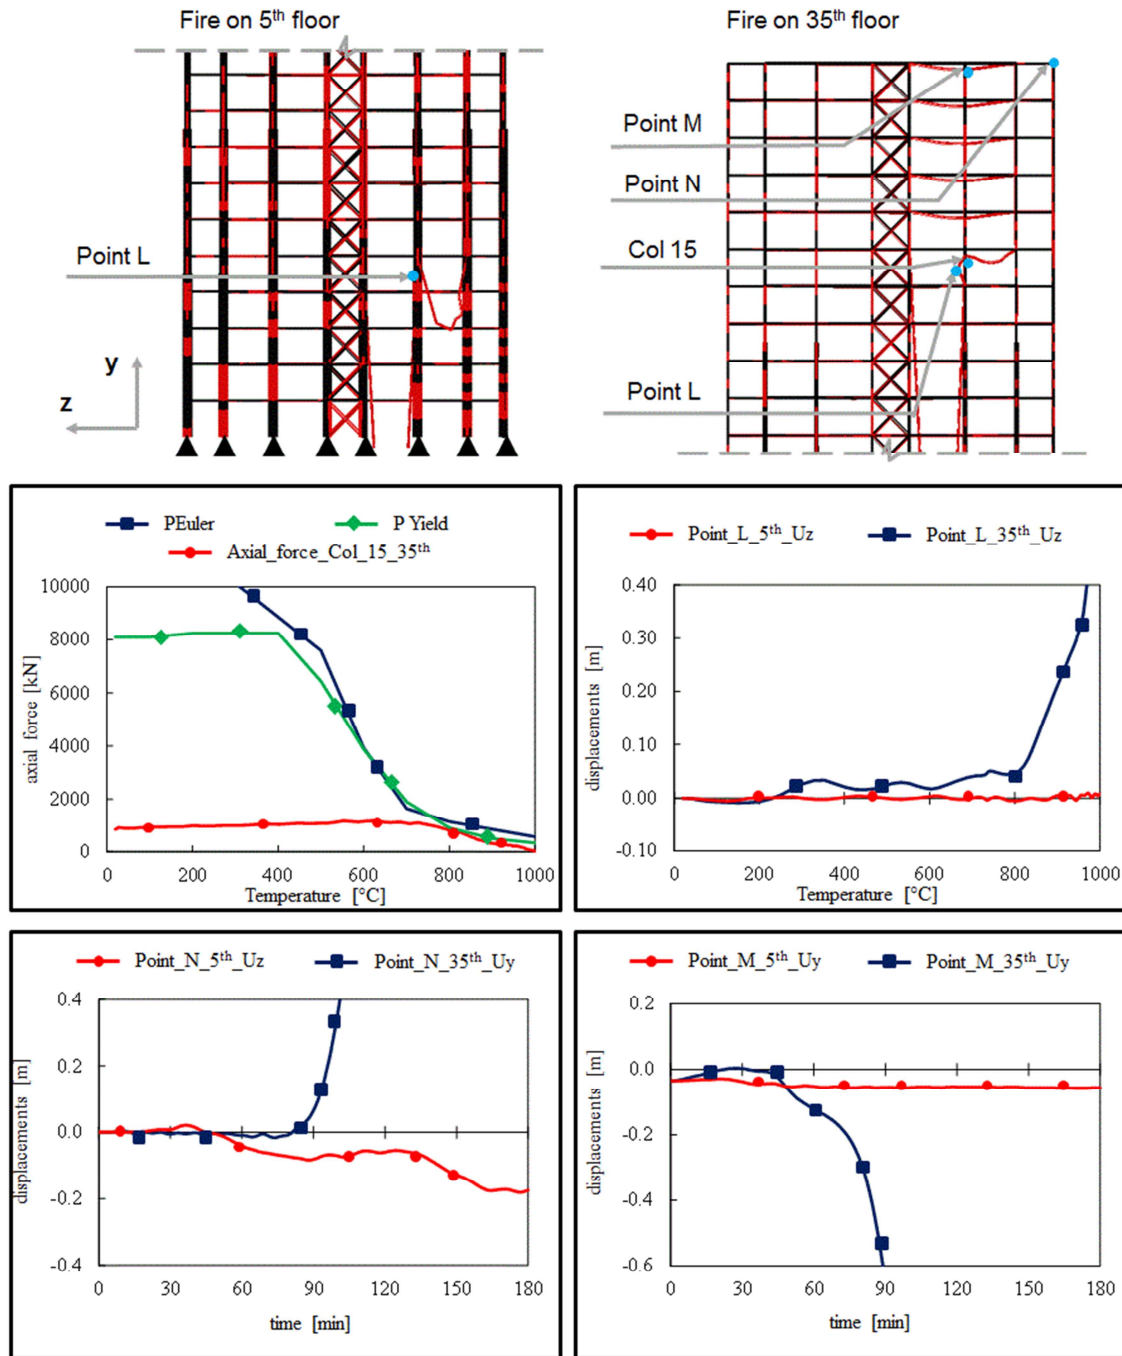 Fire on 5th floor
Fire on 35th floor
Point L
y
z
Point M
Point N
Col 15
Point L
PEuler
P Yield
Axial_force_Col_15_35th
axial force [kN]
10000
8000
6000
4000
2000
0
0 200 400 600 800 1000
Temperature [°C]
Point_L_5th_Uz
Point_L_35th_Uz
displacements [m]
0.40
0.30
0.20
0.10
0.00
-0.10
0 200 400 600 800 1000
Temperature [°C]
Point_N_5th_Uz
Point_N_35th_Uy
displacements [m]
0.4
0.2
0.0
-0.2
-0.4
0 30 60 90 120 150 180
time [min]
Point_M_5th_Uy
Point_M_35th_Uy
displacements [m]
0.2
0.0
-0.2
-0.4
-0.6
0 30 60 90 120 150 180
time [min]